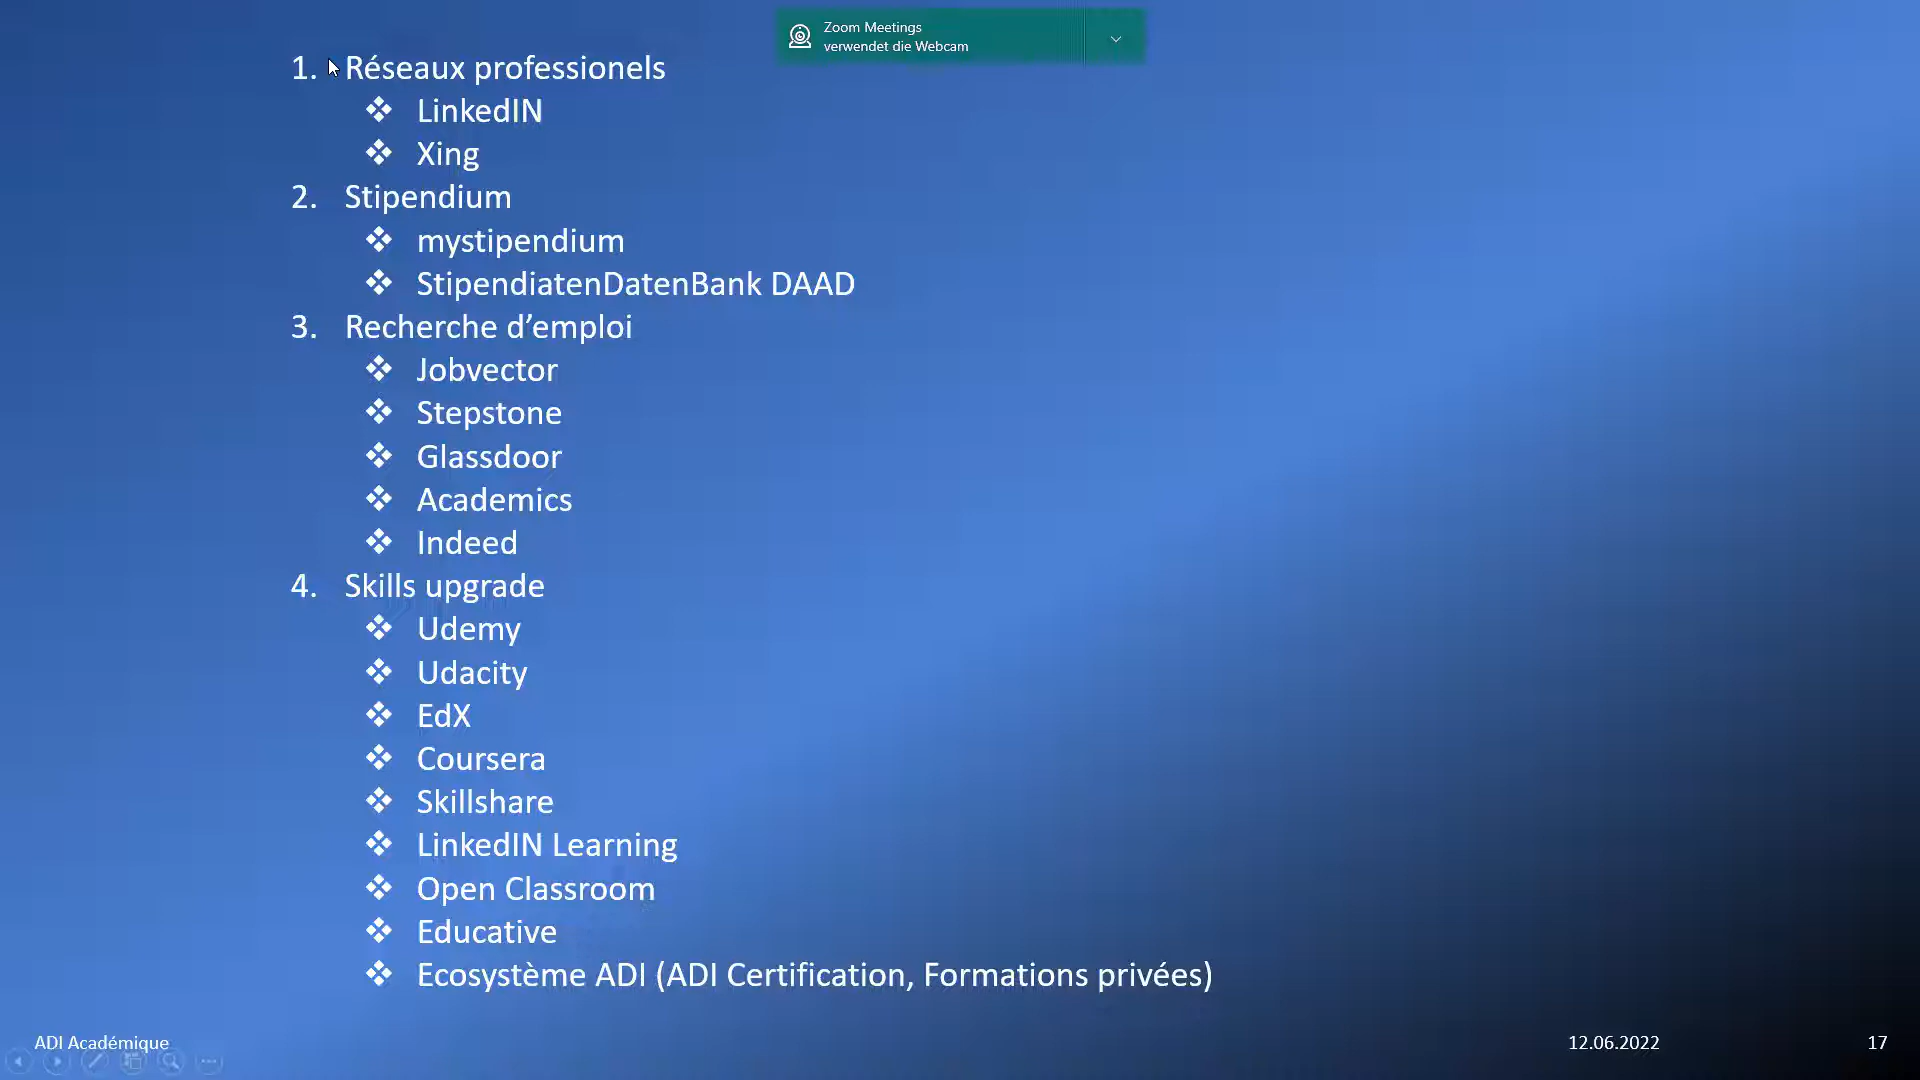 Zoom Meetings
verwendet die Webcam
1. Réseaux professionels
❖ LinkedIN
❖ Xing
2. Stipendium
❖ mystipendium
❖ StipendiatenDatenBank DAAD
3. Recherche d’emploi
❖ Jobvector
❖ Stepstone
❖ Glassdoor
❖ Academics
❖ Indeed
4. Skills upgrade
❖ Udemy
❖ Udacity
❖ EdX
❖ Coursera
❖ Skillshare
❖ LinkedIN Learning
❖ Open Classroom
❖ Educative
❖ Ecosystème ADI (ADI Certification, Formations privées)
ADI Académique
12.06.2022
17